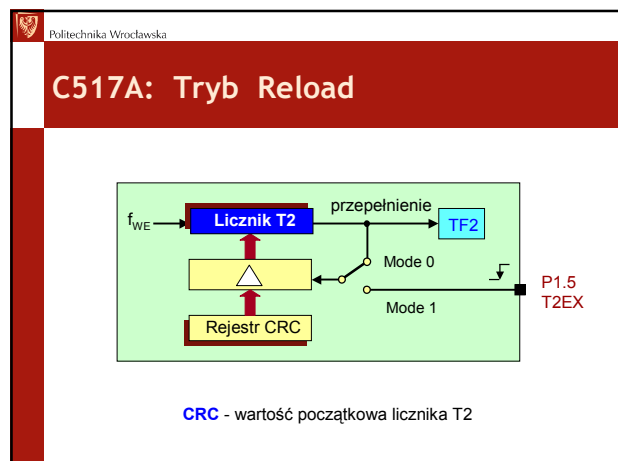 Politechnika Wrocławska
C517A: Tryb Reload
f_WE
Licznik T2
przepełnienie
TF2
Mode 0
P1.5
T2EX
Mode 1
Rejestr CRC
CRC - wartość początkowa licznika T2